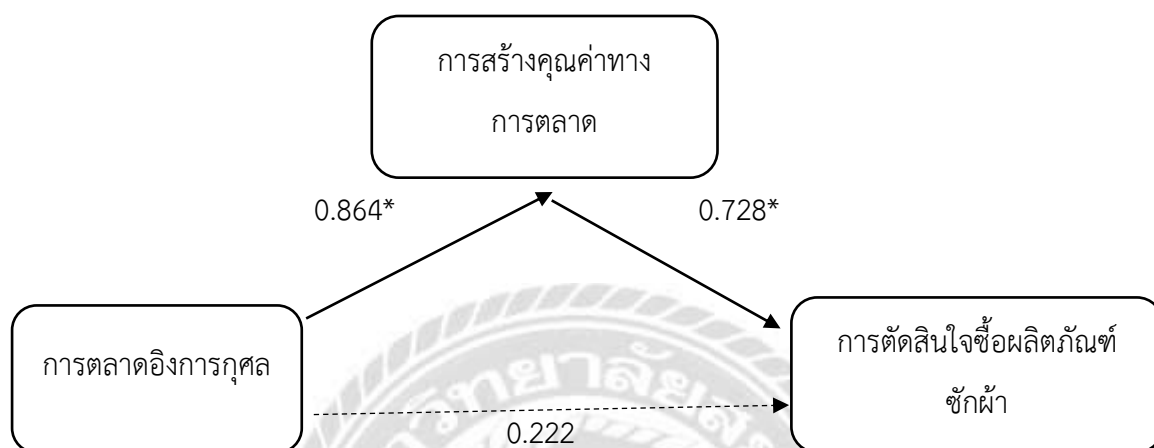 การสร้างคุณค่าทาง
การตลาด
0.864*
0.728*
การตลาดอิงการกุศล
การตัดสินใจซื้อผลิตภัณฑ์
ซักผ้า
0.222